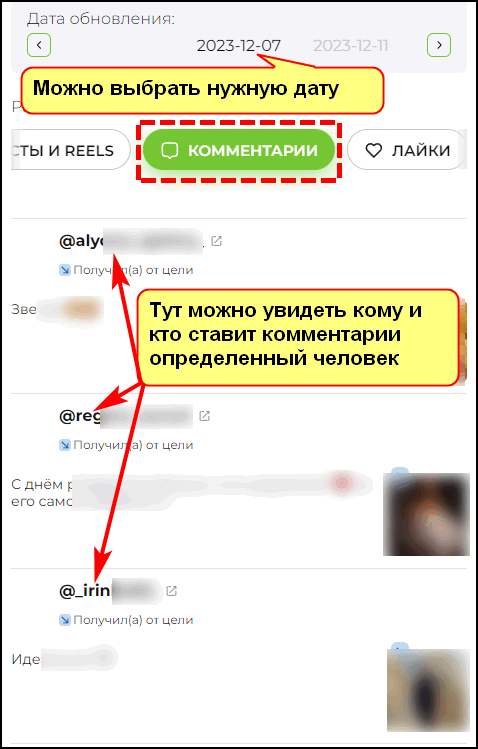 Дата обновления:
2023-12-07 2023-12-11
Можно выбрать нужную дату
СТЫ И REELS КОММЕНТАРИИ ЛАЙКИ
@aly
Получил(а) от цели
Зве
Тут можно увидеть кому и
кто ставит комментарии
определенный человек
@reg
Получил(а) от цели
С днём
его само
@_irin
Получил(а) от цели
Иде